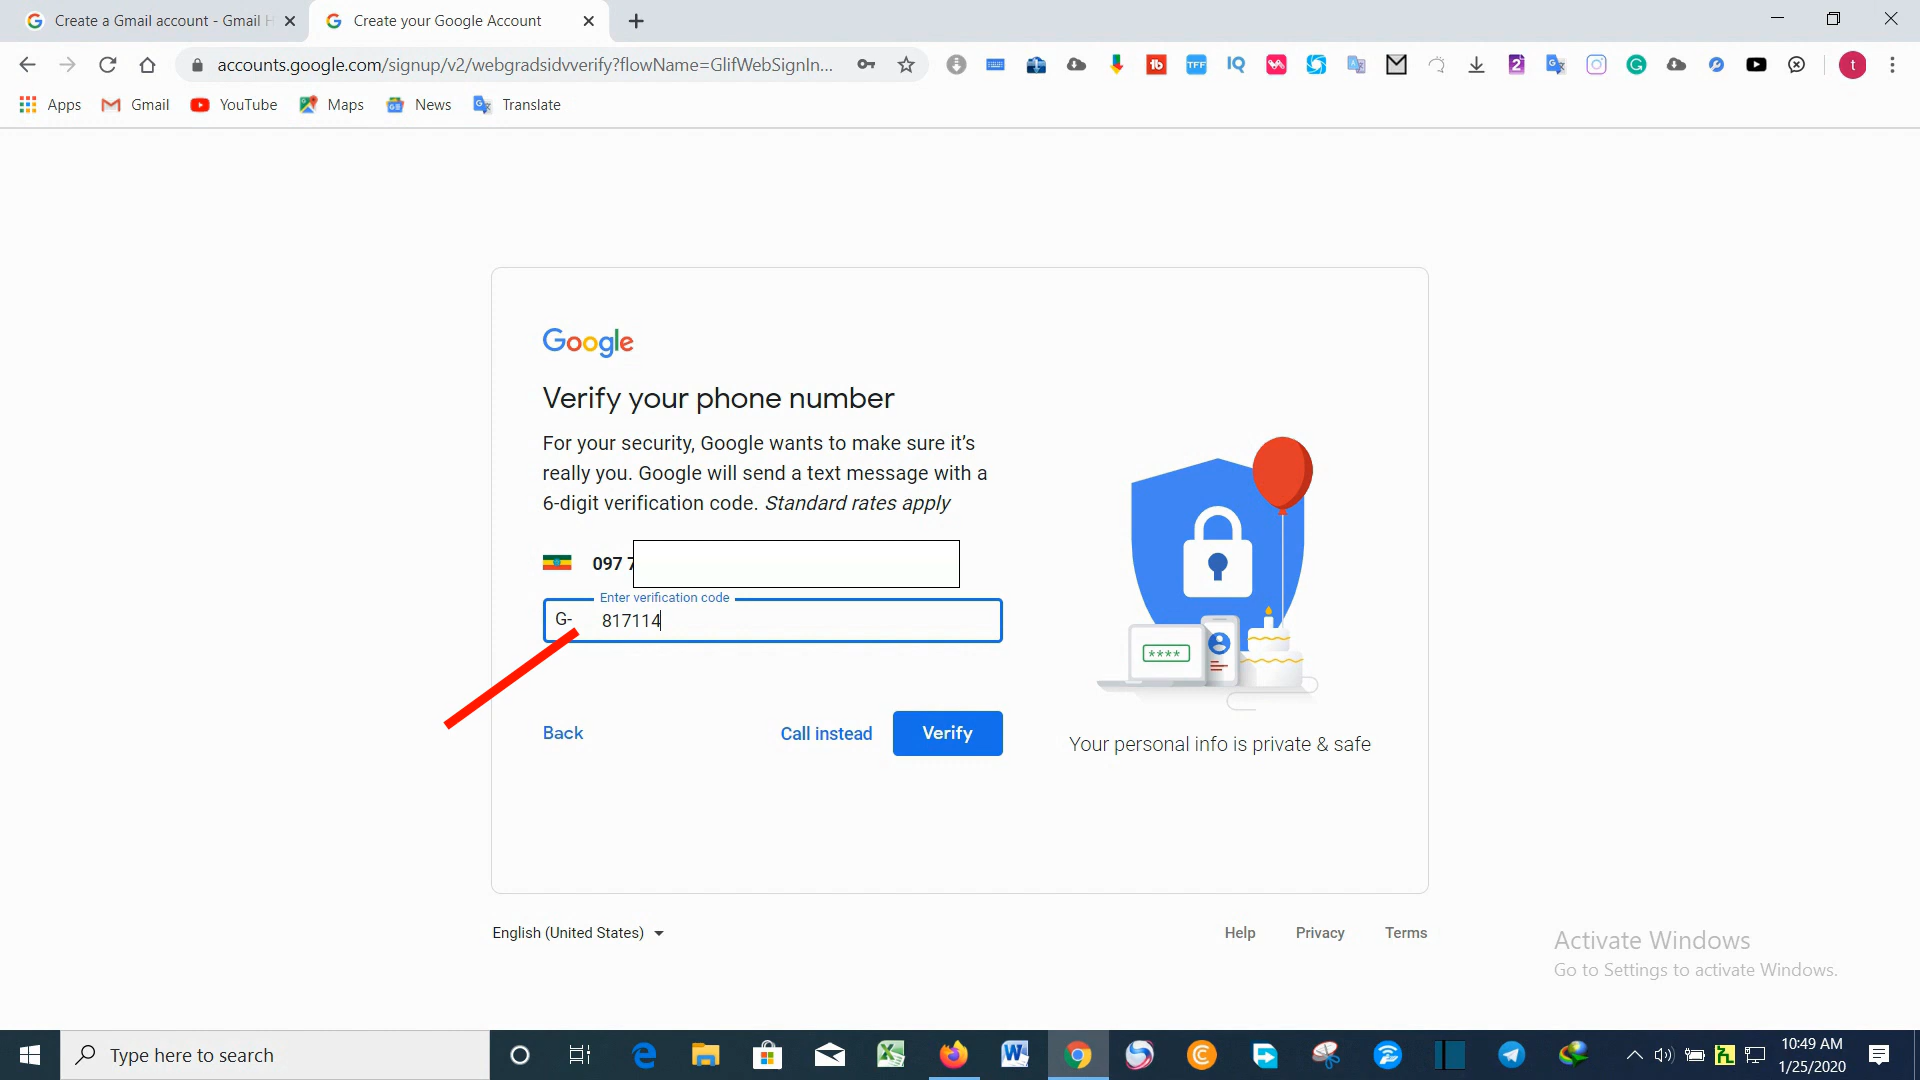 Create a Gmail account - Gmail H
Create your Google Account
accounts.google.com/signup/v2/webgradsidvverify?flowName=GlifWebSignIn...
Apps
Gmail
YouTube
Maps
News
Translate
Google
Verify your phone number
For your security, Google wants to make sure it's
really you. Google will send a text message with a
6-digit verification code. Standard rates apply
097 7
Enter verification code
G- 817114
Back
Call instead
Verify
****
Your personal info is private & safe
English (United States)
Help
Privacy
Terms
Activate Windows
Go to Settings to activate Windows.
Type here to search
10:49 AM
1/25/2020